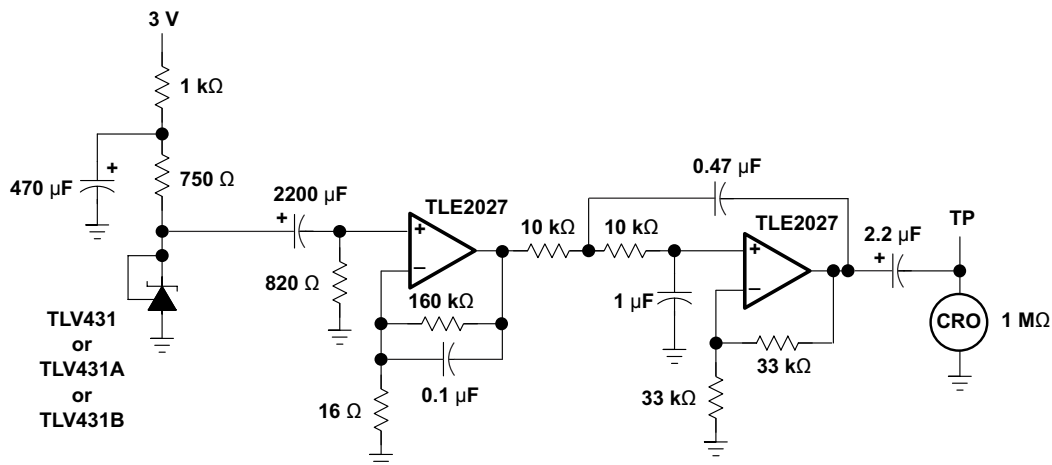 3 V
1 kΩ
470 µF
+
750 Ω
2200 µF
+
TLE2027
+
−
820 Ω
160 kΩ
0.1 µF
16 Ω
10 kΩ
10 kΩ
0.47 µF
TLE2027
+
−
1 µF
33 kΩ
33 kΩ
2.2 µF
+
TP
CRO
1 MΩ
TLV431
or
TLV431A
or
TLV431B